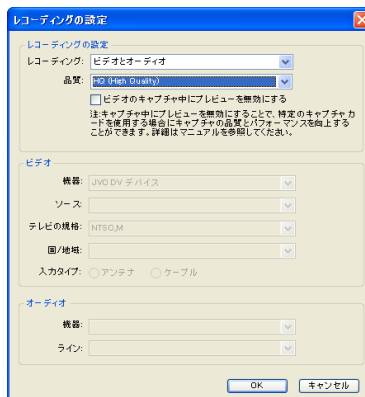 レコーディングの設定
レコーディングの設定
レコーディング: ビデオとオーディオ
品質: HQ (High Quality)
ビデオのキャプチャ中にプレビューを無効にする
注:キャプチャ中にプレビューを無効にすることで、特定のキャプチャカ
ードを使用する場合にキャプチャの品質とパフォーマンスを向上する
ことができます。詳細はマニュアルを参照してください。
ビデオ
機器: JVC DV デバイス
ソース:
テレビの規格: NTSC_M
国/地域:
入力タイプ: アンテナ ケーブル
オーディオ
機器:
ライン:
OK キャンセル